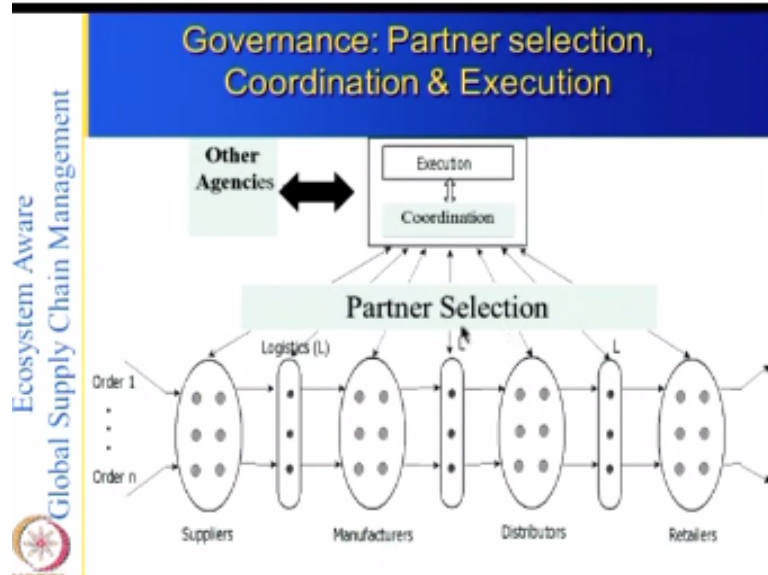 Governance: Partner selection,
Coordination & Execution
Ecosystem Aware
Global Supply Chain Management
Other
Agencies
Execution
Coordination
Partner Selection
Logistics (L)
L
L
Order 1
Order n
Suppliers
Manufacturers
Distributors
Retailers